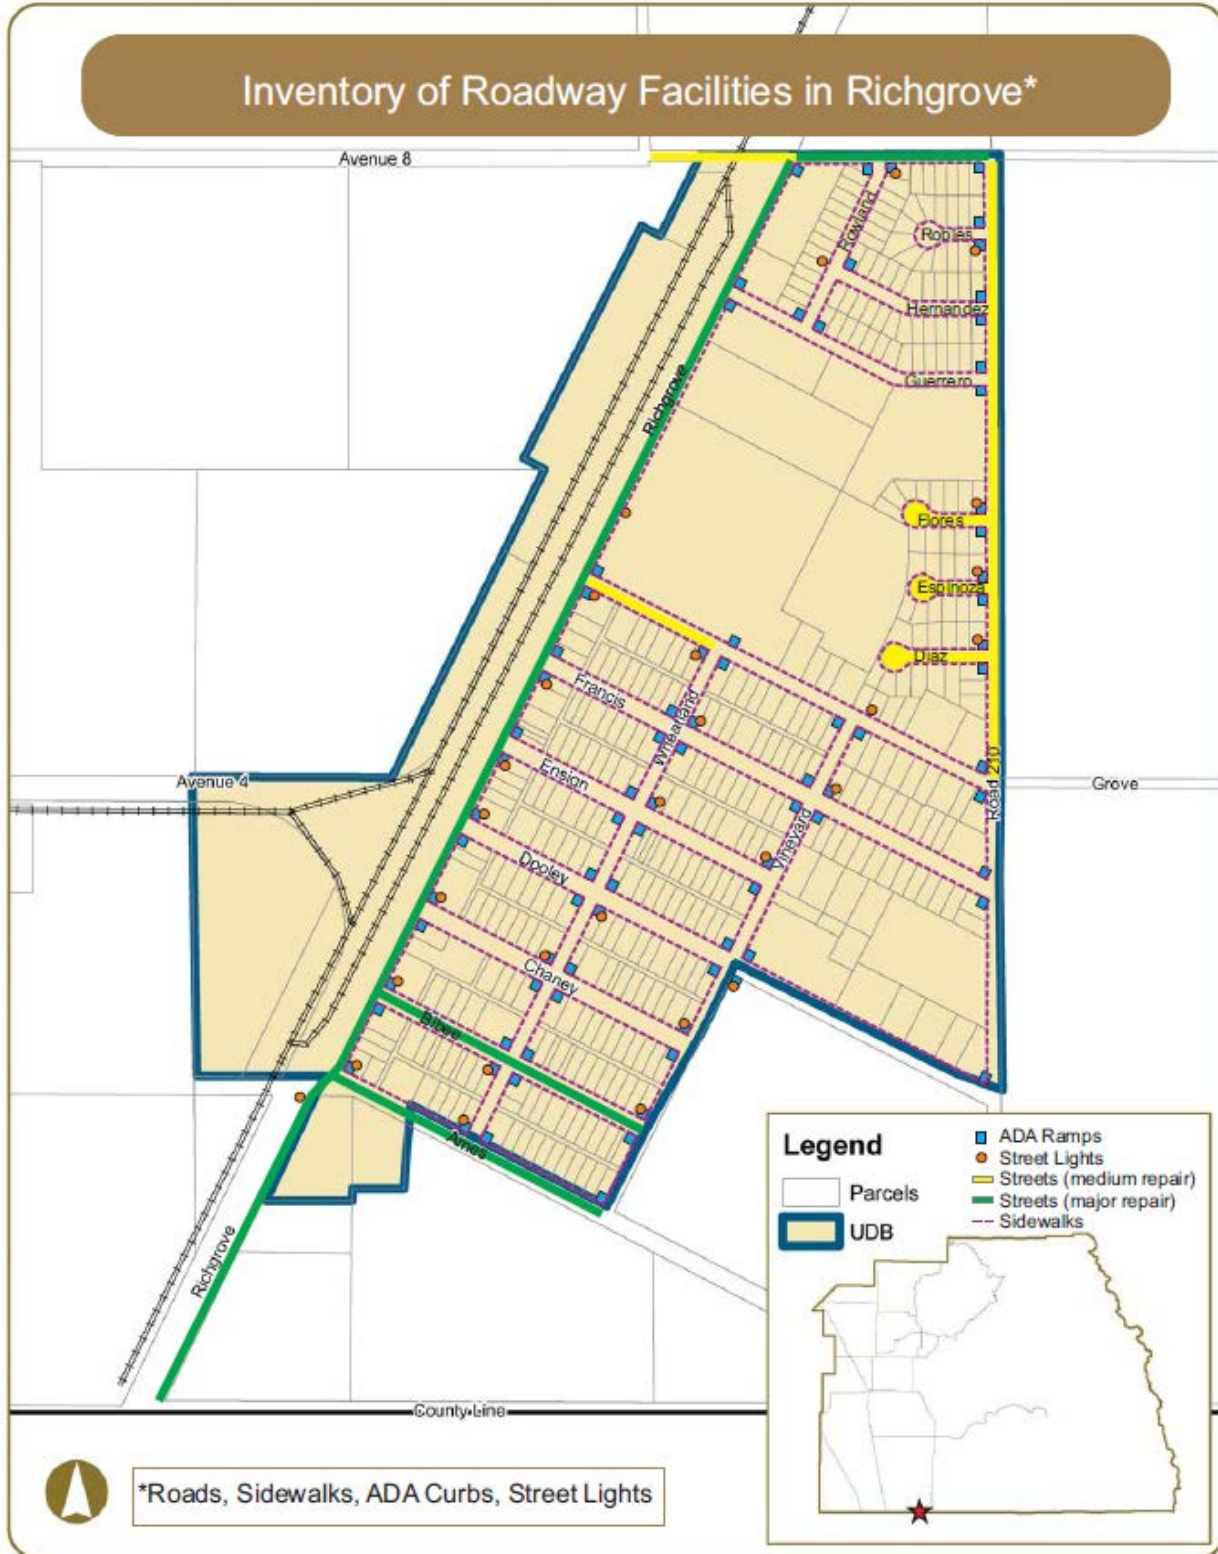 Inventory of Roadway Facilities in Richgrove*
Avenue 8
Rowland
Robles
Hernandez
Guerrero
Richgrove
Flores
Espinoza
Diaz
Francis
Wheatland
Ension
Vineyard
Road 210
Grove
Avenue 4
Dooley
Chaney
Bibee
Ames
Richgrove
County Line
Legend
Parcels
UDB
ADA Ramps
Street Lights
Streets (medium repair)
Streets (major repair)
Sidewalks
*Roads, Sidewalks, ADA Curbs, Street Lights